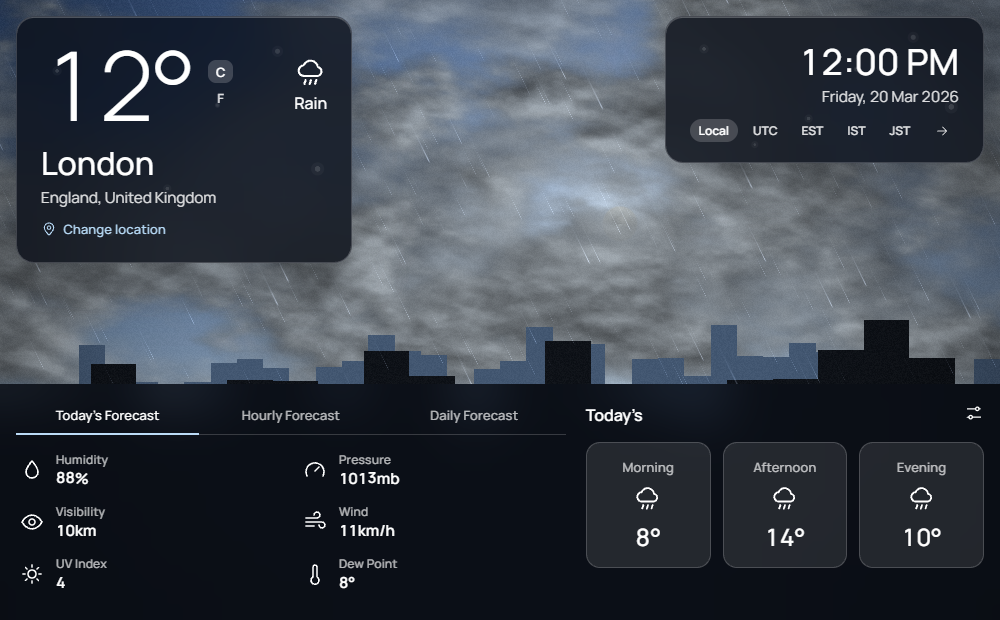 12°
C
F
Rain
London
England, United Kingdom
Change location
12:00 PM
Friday, 20 Mar 2026
Local UTC EST IST JST
Today's Forecast Hourly Forecast Daily Forecast
Humidity
88%
Pressure
1013mb
Visibility
10km
Wind
11km/h
UV Index
4
Dew Point
8°
Today's
Morning
8°
Afternoon
14°
Evening
10°